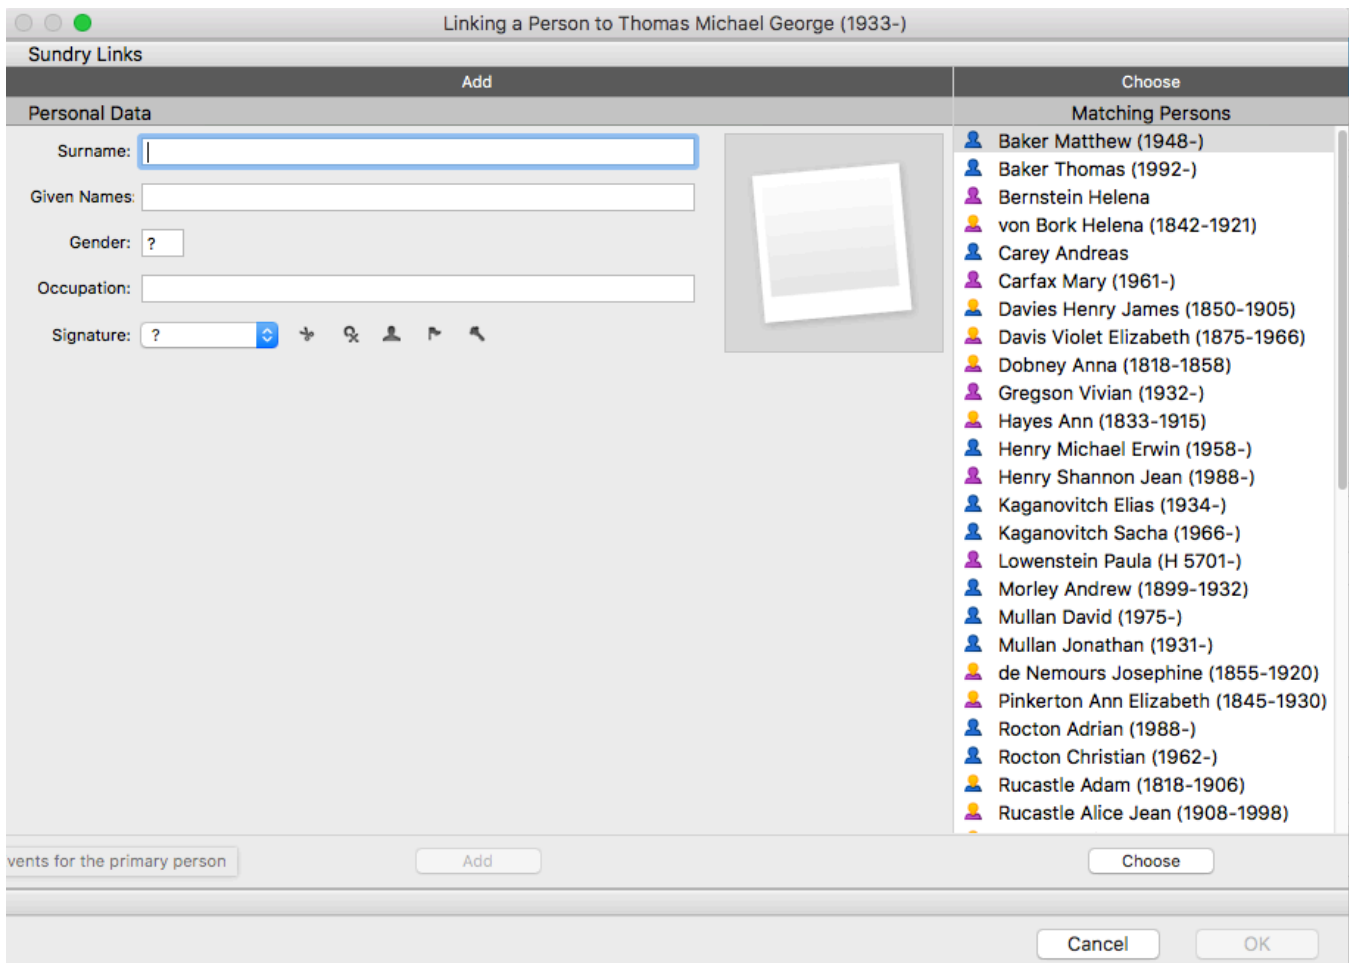 Linking a Person to Thomas Michael George (1933-)
Sundry Links
Add
Choose
Personal Data
Matching Persons
Surname:
Given Names:
Gender: ?
Occupation:
Signature: ?
Baker Matthew (1948-)
Baker Thomas (1992-)
Bernstein Helena
von Bork Helena (1842-1921)
Carey Andreas
Carfax Mary (1961-)
Davies Henry James (1850-1905)
Davis Violet Elizabeth (1875-1966)
Dobney Anna (1818-1858)
Gregson Vivian (1932-)
Hayes Ann (1833-1915)
Henry Michael Erwin (1958-)
Henry Shannon Jean (1988-)
Kaganovitch Elias (1934-)
Kaganovitch Sacha (1966-)
Lowenstein Paula (H 5701-)
Morley Andrew (1899-1932)
Mullan David (1975-)
Mullan Jonathan (1931-)
de Nemours Josephine (1855-1920)
Pinkerton Ann Elizabeth (1845-1930)
Rocton Adrian (1988-)
Rocton Christian (1962-)
Rucastle Adam (1818-1906)
Rucastle Alice Jean (1908-1998)
vents for the primary person
Add
Choose
Cancel
OK